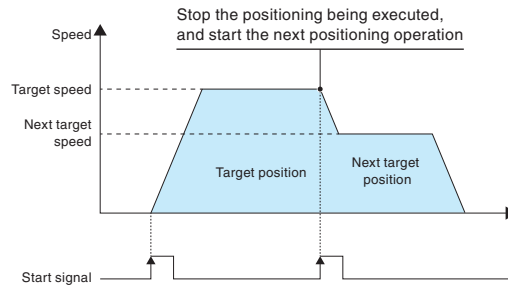 Stop the positioning being executed,
and start the next positioning operation
Speed
Target speed
Next target
speed
Target position
Next target
position
Start signal